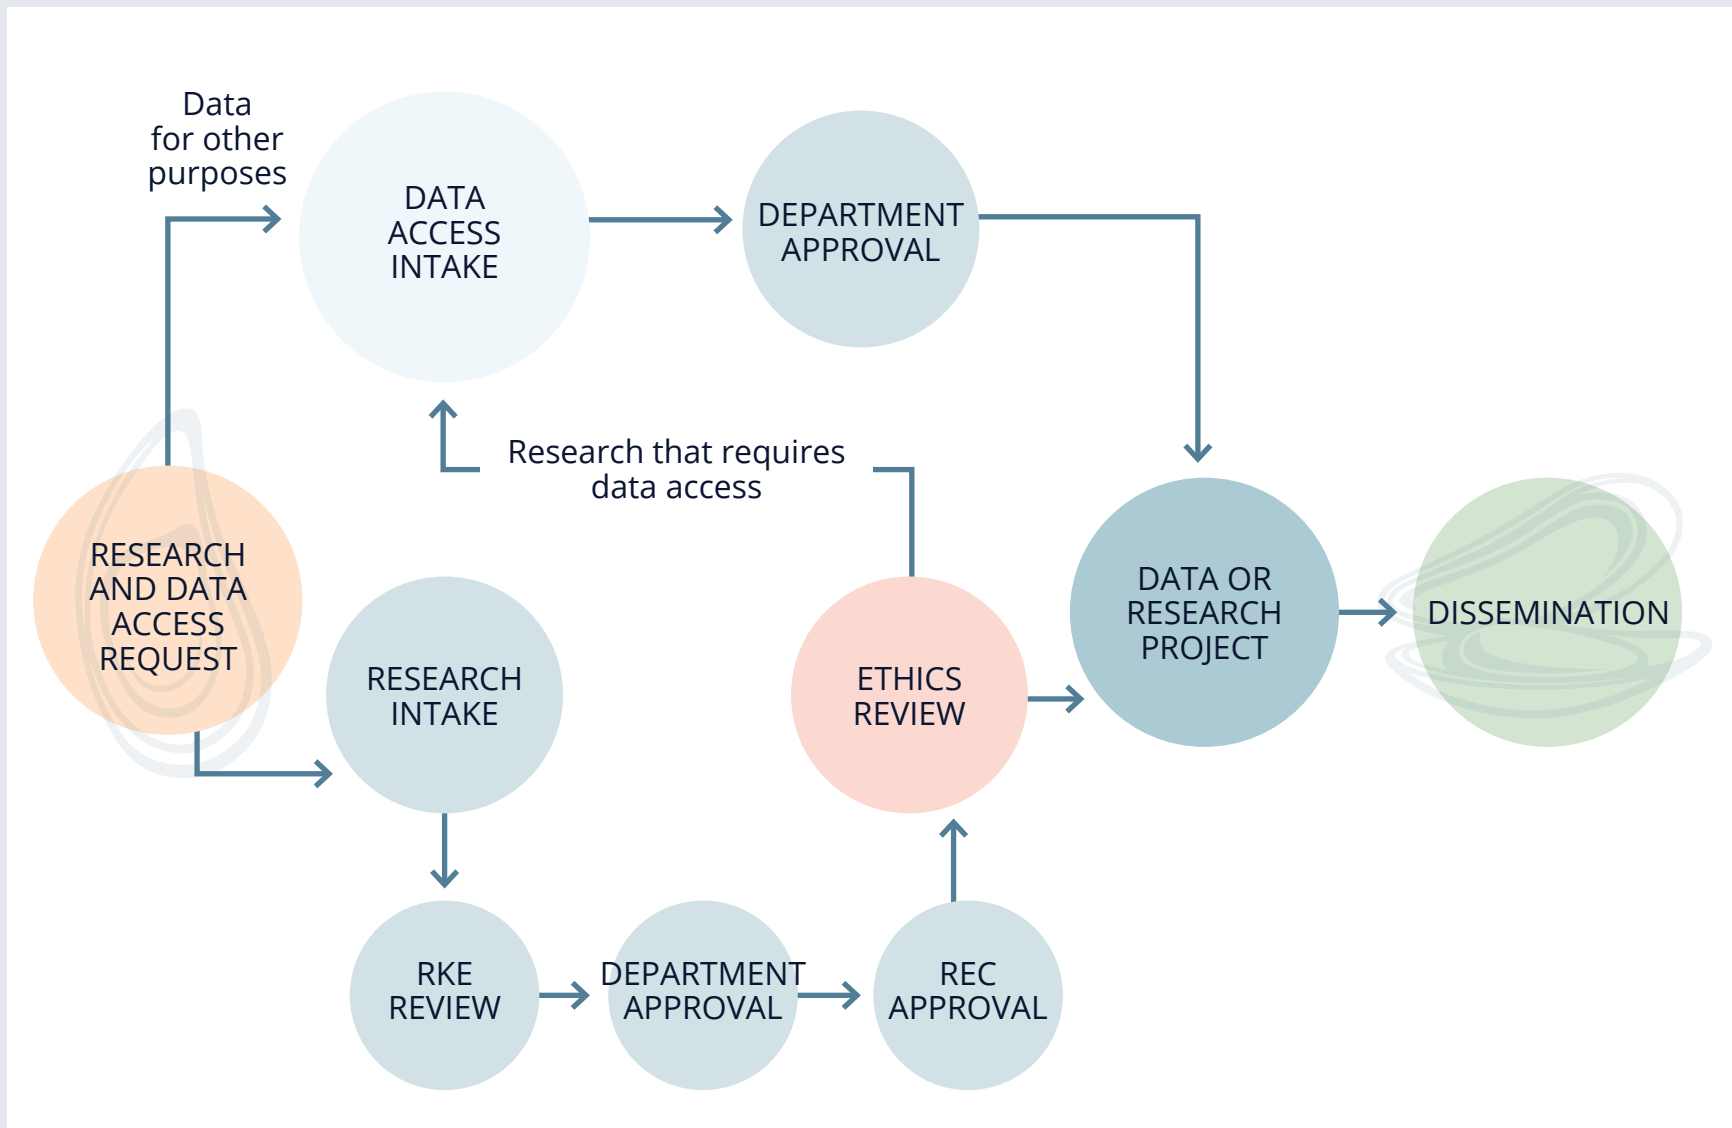 Data
for other
purposes
DATA
ACCESS
INTAKE
DEPARTMENT
APPROVAL
Research that requires
data access
RESEARCH
AND DATA
ACCESS
REQUEST
RESEARCH
INTAKE
ETHICS
REVIEW
DATA OR
RESEARCH
PROJECT
DISSEMINATION
RKE
REVIEW
DEPARTMENT
APPROVAL
REC
APPROVAL